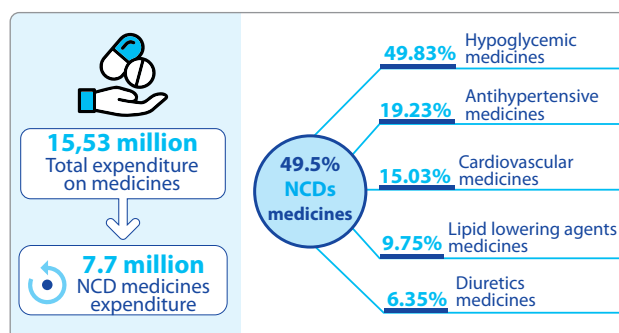 15,53 million
Total expenditure
on medicines
7.7 million
NCD medicines
expenditure
49.5%
NCDs
medicines
49.83%
Hypoglycemic
medicines
19.23%
Antihypertensive
medicines
15.03%
Cardiovascular
medicines
9.75%
Lipid lowering agents
medicines
6.35%
Diuretics
medicines